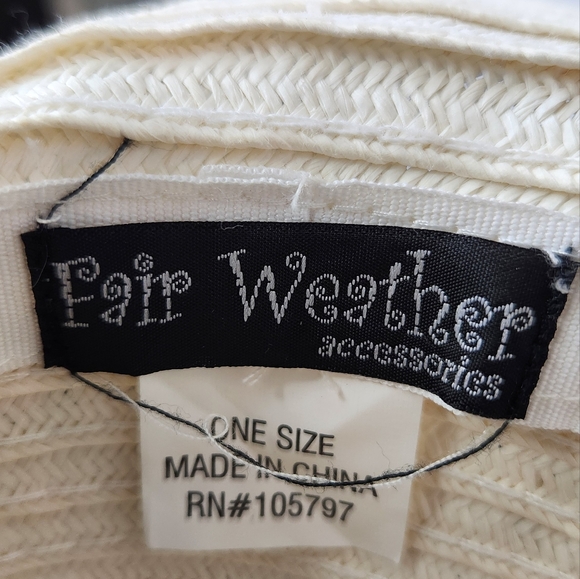 Fair Weather
accessories
ONE SIZE
MADE IN CHINA
RN#105797